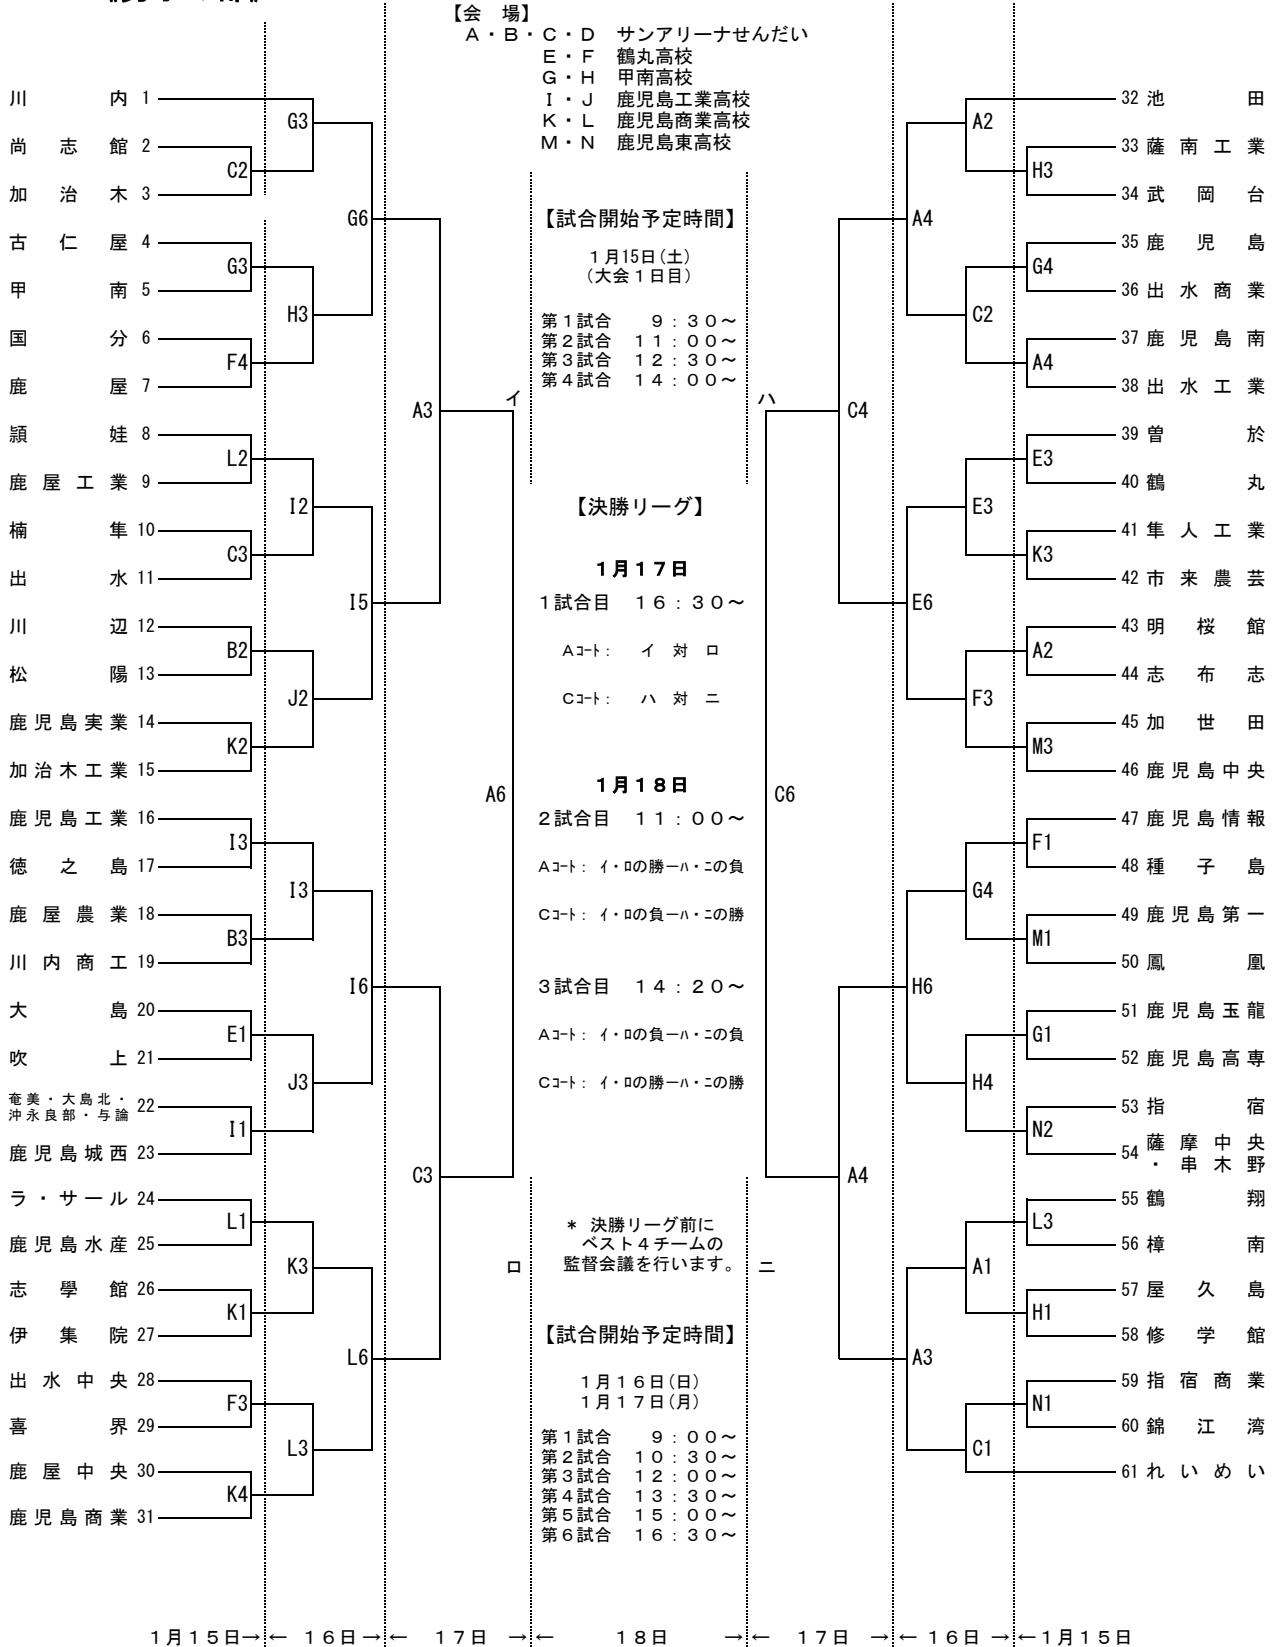 【会　場】
Ａ・Ｂ・Ｃ・Ｄ　サンアリーナせんだい
Ｅ・Ｆ　鶴丸高校
Ｇ・Ｈ　甲南高校
Ｉ・Ｊ　鹿児島工業高校
Ｋ・Ｌ　鹿児島商業高校
Ｍ・Ｎ　鹿児島東高校
川内 1
尚志館 2
加治木 3
古仁屋 4
甲南 5
国分 6
鹿屋 7
頴娃 8
鹿屋工業 9
楠隼 10
出水 11
川辺 12
松陽 13
鹿児島実業 14
加治木工業 15
鹿児島工業 16
徳之島 17
鹿屋農業 18
川内商工 19
大島 20
吹上 21
奄美・大島北・
沖永良部・与論 22
鹿児島城西 23
ラ・サール 24
鹿児島水産 25
志學館 26
伊集院 27
出水中央 28
喜界 29
鹿屋中央 30
鹿児島商業 31
C2
G3
F4
L2
C3
B2
K2
I3
B3
E1
I1
L1
K1
F3
K4
G3
H3
I2
J2
I3
J3
K3
L3
G6
I5
I6
L6
A3
C3
A6
イ
ロ
【試合開始予定時間】
１月15日(土)
(大会１日目)
第１試合　９：３０～
第２試合　１１：００～
第３試合　１２：３０～
第４試合　１４：００～
【決勝リーグ】
１月１７日
１試合目　１６：３０～
Aｺｰﾄ：　イ　対　ロ
Cｺｰﾄ：　ハ　対　ニ
１月１８日
２試合目　１１：００～
Aｺｰﾄ：ｲ・ﾛの勝ーﾊ・ﾆの負
Cｺｰﾄ：ｲ・ﾛの負ーﾊ・ﾆの勝
３試合目　１４：２０～
Aｺｰﾄ：ｲ・ﾛの負ーﾊ・ﾆの負
Cｺｰﾄ：ｲ・ﾛの勝ーﾊ・ﾆの勝
* 決勝リーグ前に
ベスト４チームの
監督会議を行います。
【試合開始予定時間】
１月１６日(日)
１月１７日(月)
第１試合　９：００～
第２試合　１０：３０～
第３試合　１２：００～
第４試合　１３：３０～
第５試合　１５：００～
第６試合　１６：３０～
ハ
ニ
C6
C4
A4
A4
E6
H6
A3
A2
C2
E3
F3
G4
H4
A1
C1
H3
G4
A4
E3
K3
A2
M3
F1
M1
G1
N2
L3
H1
N1
32 池田
33 薩南工業
34 武岡台
35 鹿児島
36 出水商業
37 鹿児島南
38 出水工業
39 曽於
40 鶴丸
41 隼人工業
42 市来農芸
43 明桜館
44 志布志
45 加世田
46 鹿児島中央
47 鹿児島情報
48 種子島
49 鹿児島第一
50 鳳凰
51 鹿児島玉龍
52 鹿児島高専
53 指宿
54 薩摩中央
・串木野
55 鶴翔
56 樟南
57 屋久島
58 修学館
59 指宿商業
60 錦江湾
61 れいめい
１月１５日→←　１６日→←　１７日　→←　１８日　→←　１７日　→←１６日→←１月１５日